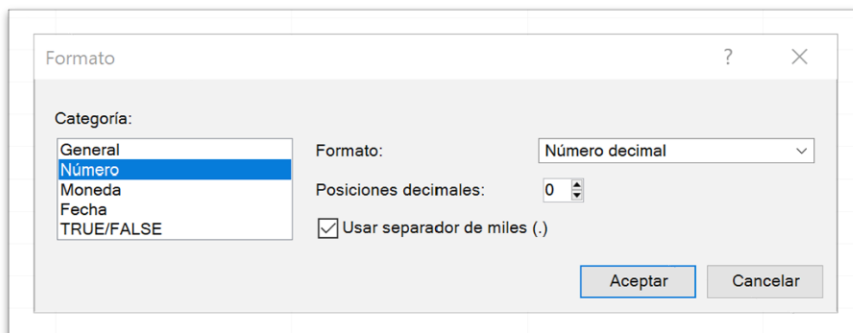 Formato ?
Categoría:
General
Número
Moneda
Fecha
TRUE/FALSE
Formato: Número decimal
Posiciones decimales: 0
Usar separador de miles (.)
Aceptar Cancelar